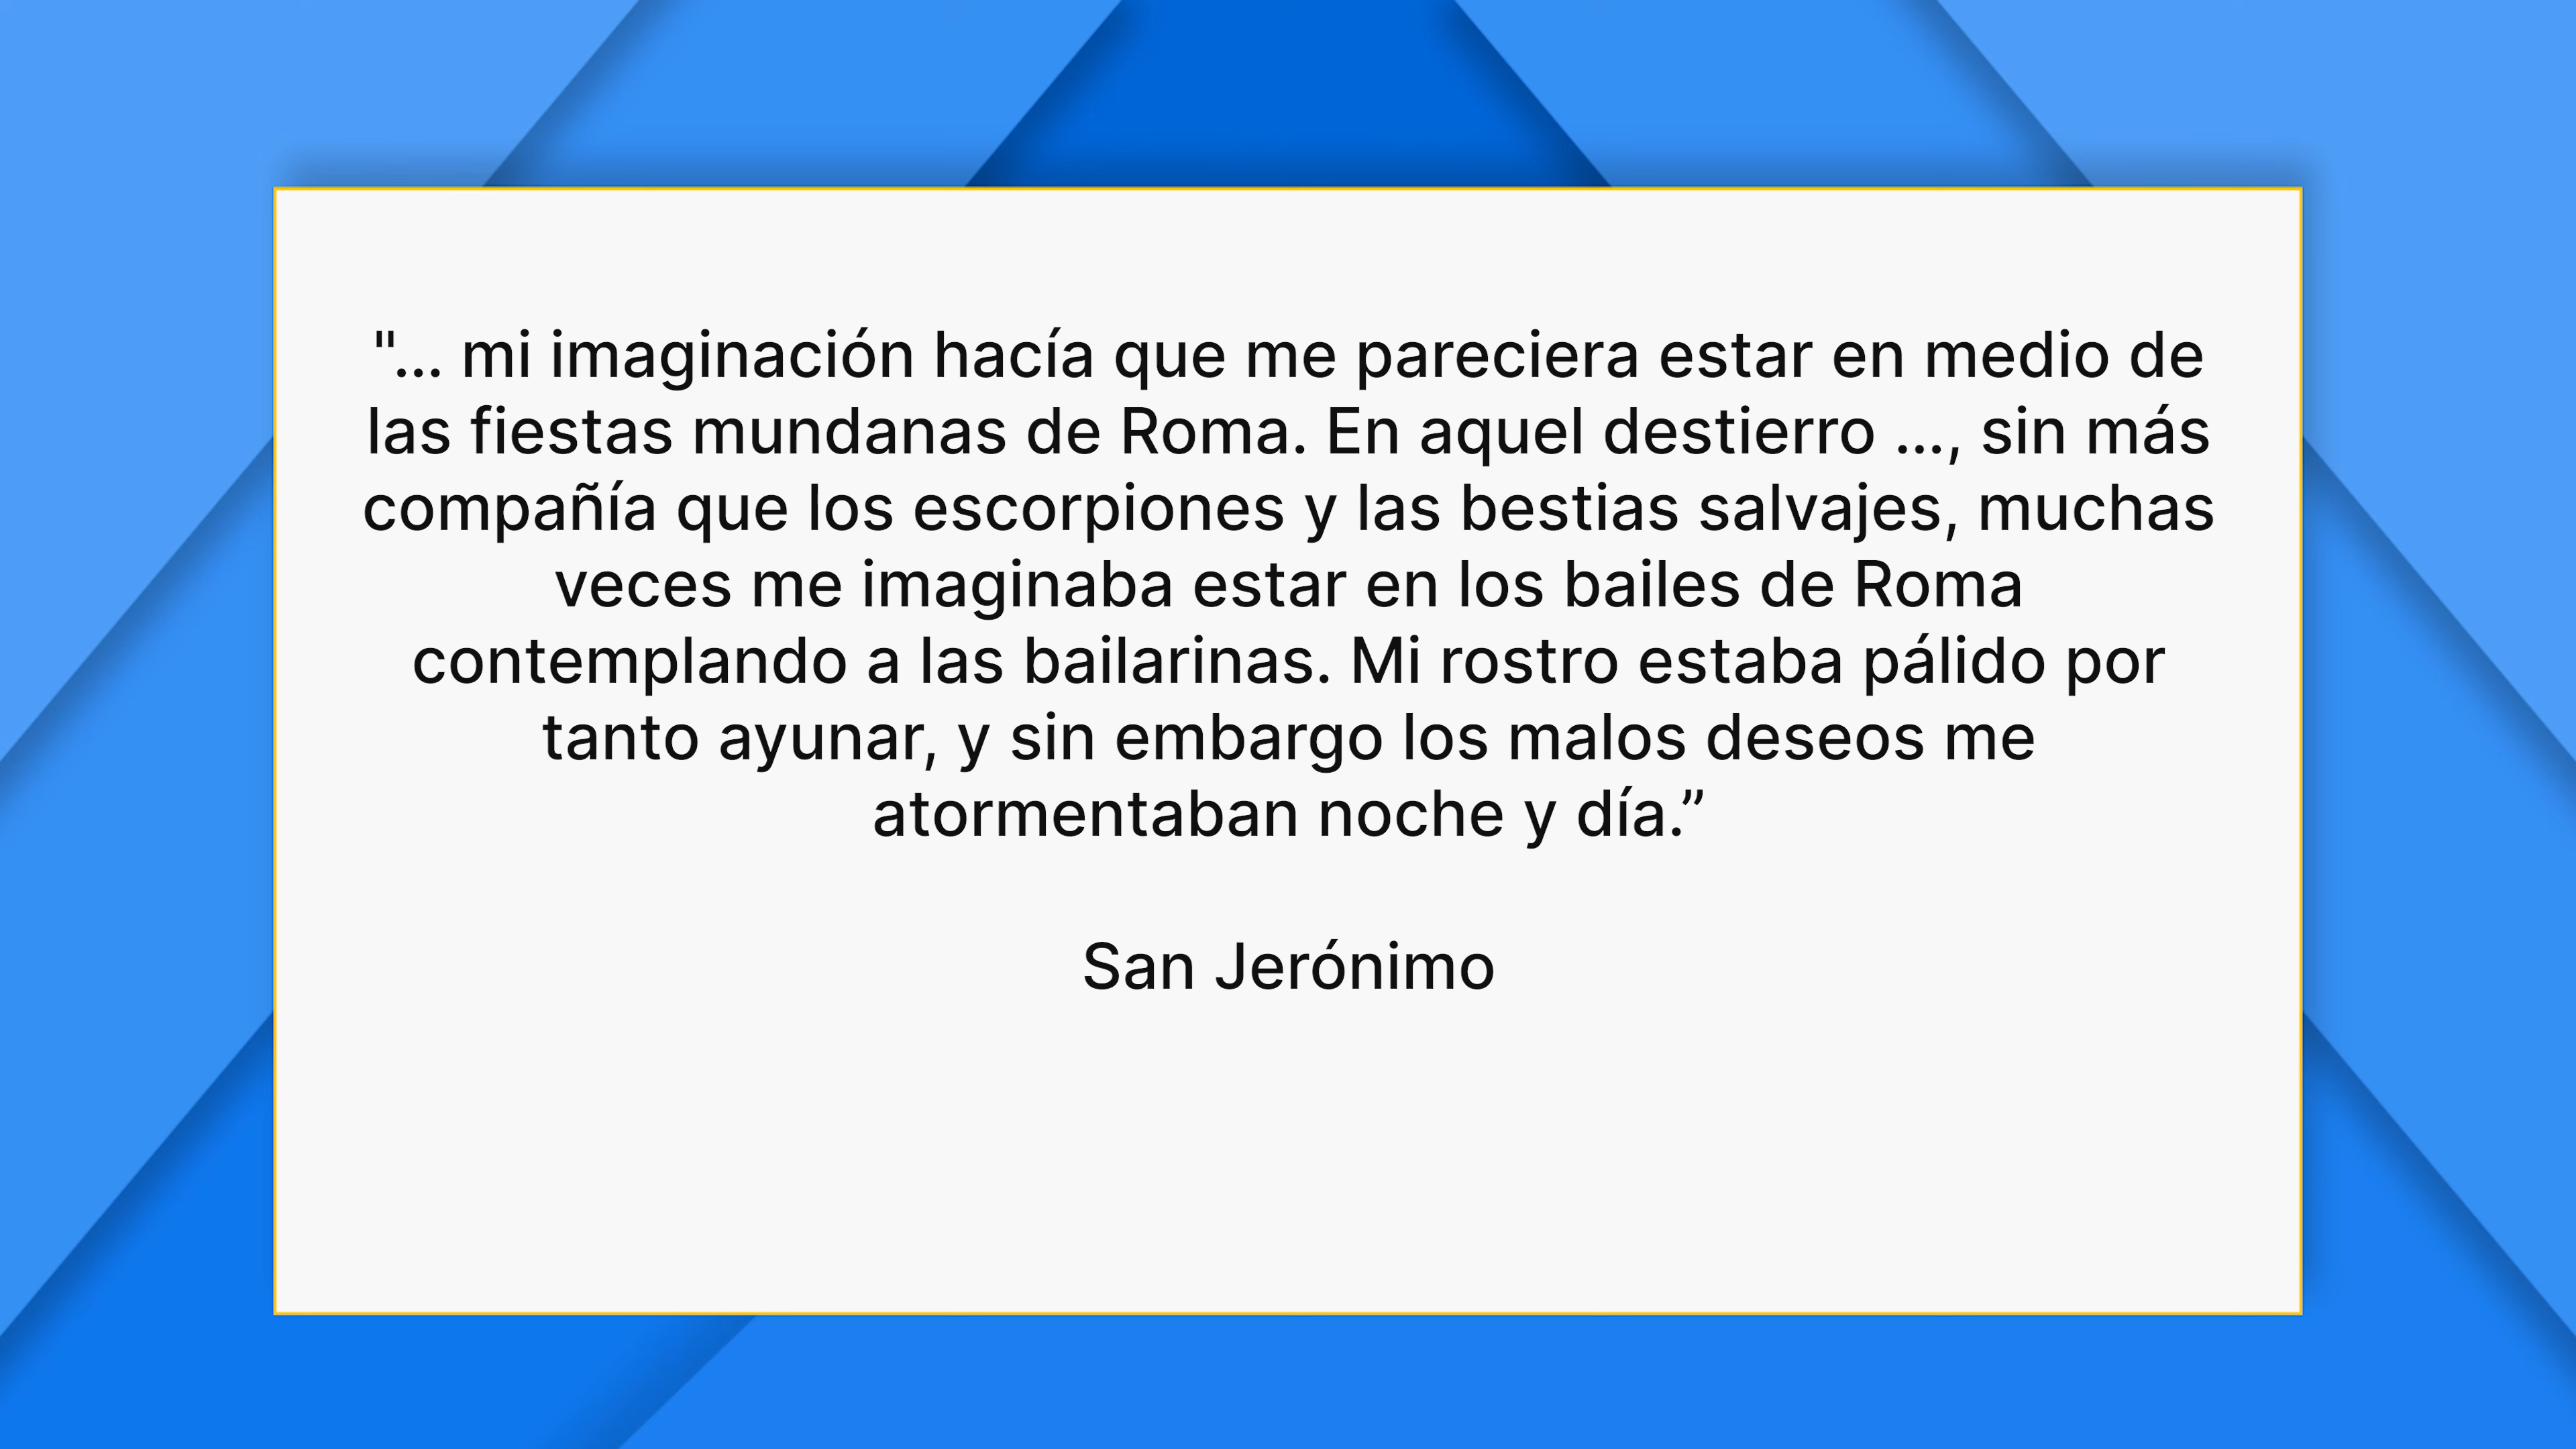 "... mi imaginación hacía que me pareciera estar en medio de
las fiestas mundanas de Roma. En aquel destierro ..., sin más
compañía que los escorpiones y las bestias salvajes, muchas
veces me imaginaba estar en los bailes de Roma
contemplando a las bailarinas. Mi rostro estaba pálido por
tanto ayunar, y sin embargo los malos deseos me
atormentaban noche y día.”
San Jerónimo